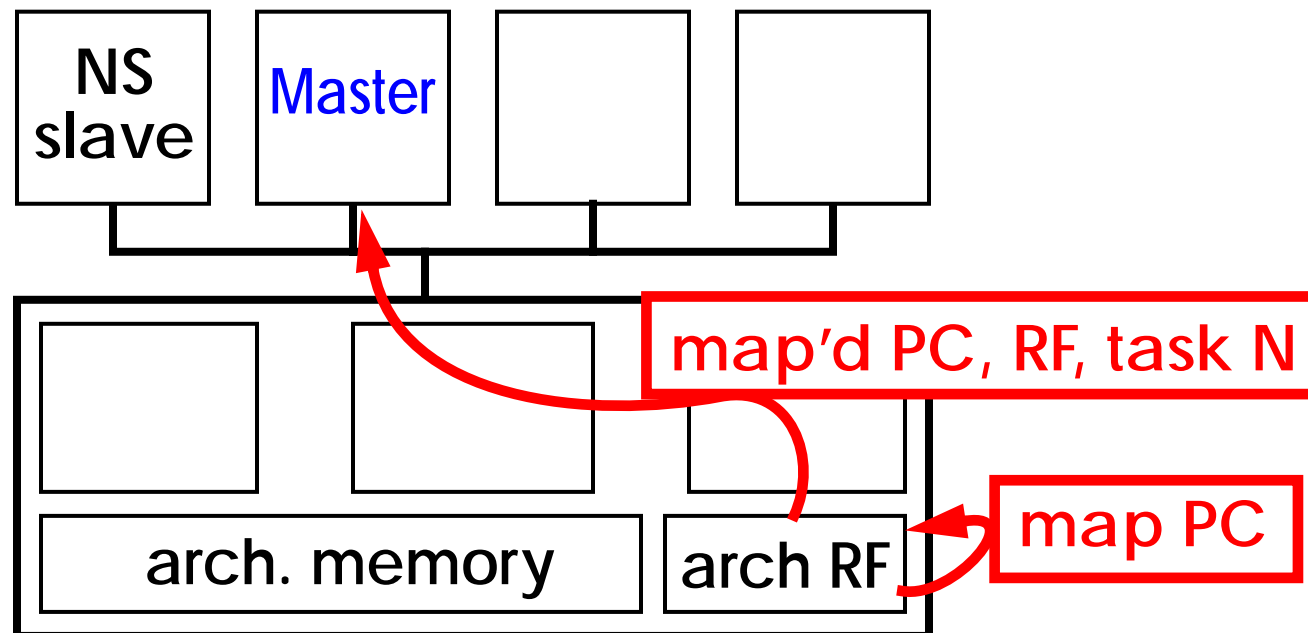 NS
slave
Master
map'd PC, RF, task N
map PC
arch. memory
arch RF